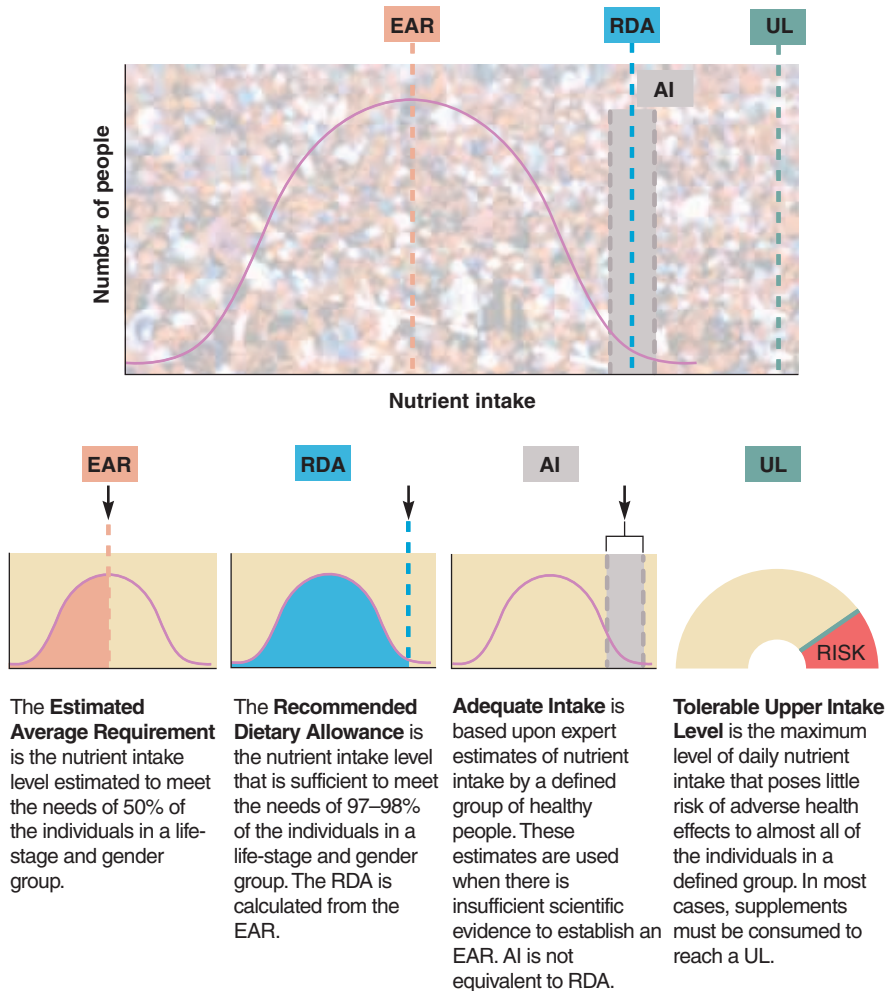 EAR
RDA
UL
AI
Number of people
Nutrient intake
EAR
RDA
AI
UL
RISK
The Estimated
Average Requirement
is the nutrient intake
level estimated to meet
the needs of 50% of
the individuals in a life-
stage and gender
group.
The Recommended
Dietary Allowance is
the nutrient intake level
that is sufficient to meet
the needs of 97–98%
of the individuals in a
life-stage and gender
group. The RDA is
calculated from the
EAR.
Adequate Intake is
based upon expert
estimates of nutrient
intake by a defined
group of healthy
people. These
estimates are used
when there is
insufficient scientific
evidence to establish an
EAR. AI is not
equivalent to RDA.
Tolerable Upper Intake
Level is the maximum
level of daily nutrient
intake that poses little
risk of adverse health
effects to almost all of
the individuals in a
defined group. In most
cases, supplements
must be consumed to
reach a UL.